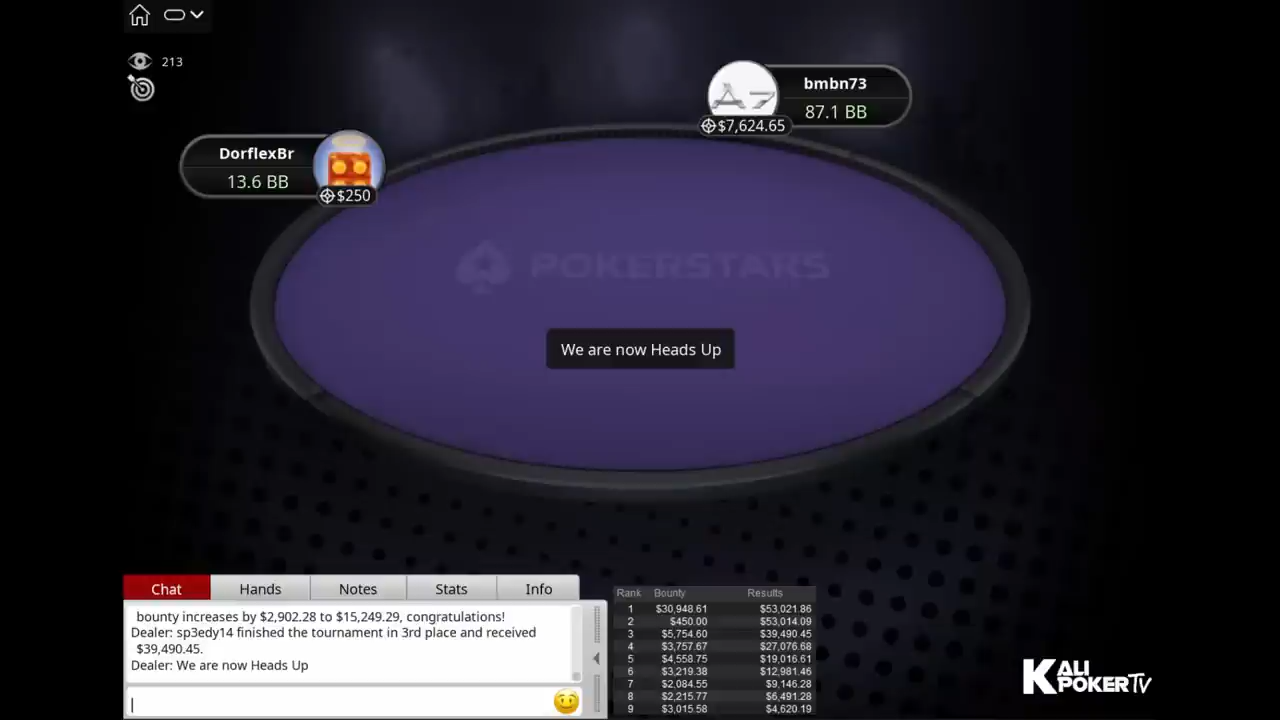 213
bmbn73
87.1 BB
$7,624.65
DorflexBr
13.6 BB
$250
POKERSTARS
We are now Heads Up
Chat Hands Notes Stats Info
bounty increases by $2,902.28 to $15,249.29, congratulations!
Dealer: sp3edy14 finished the tournament in 3rd place and received
$39,490.45.
Dealer: We are now Heads Up
Rank Bounty Results
1 $30,948.61 $53,021.86
2 $450.00 $53,014.09
3 $5,754.60 $39,490.45
4 $3,757.67 $27,076.68
5 $4,558.75 $19,016.61
6 $3,219.38 $12,981.46
7 $2,084.55 $9,146.28
8 $2,215.77 $6,491.28
9 $3,015.58 $4,620.19
KALI
POKERTV